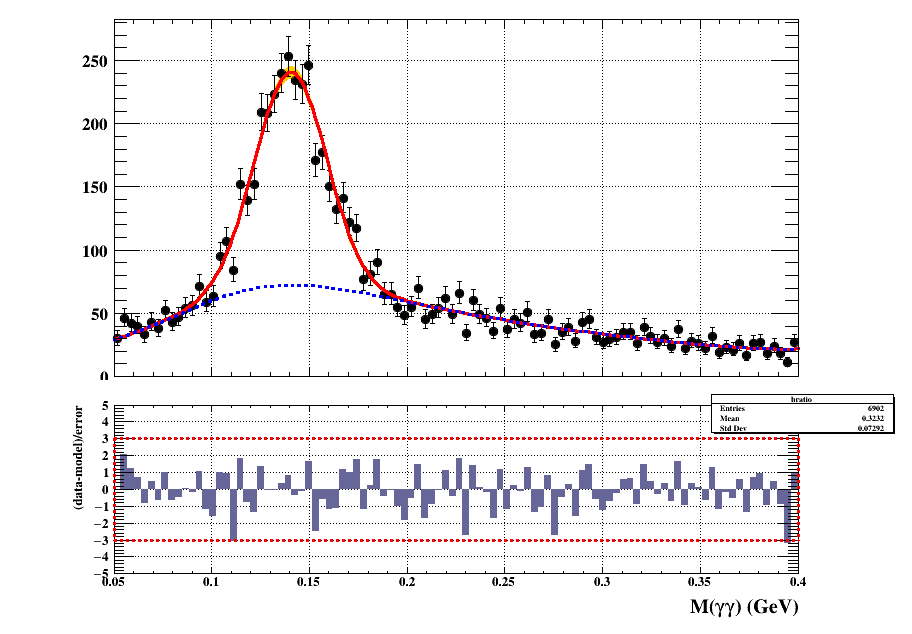 250
200
150
100
50
0
(data-model)/error
5
4
3
2
1
0
−1
−2
−3
−4
−5
hratio
Entries 6902
Mean 0.3232
Std Dev 0.07292
0.05 0.1 0.15 0.2 0.25 0.3 0.35 0.4
M(γγ) (GeV)